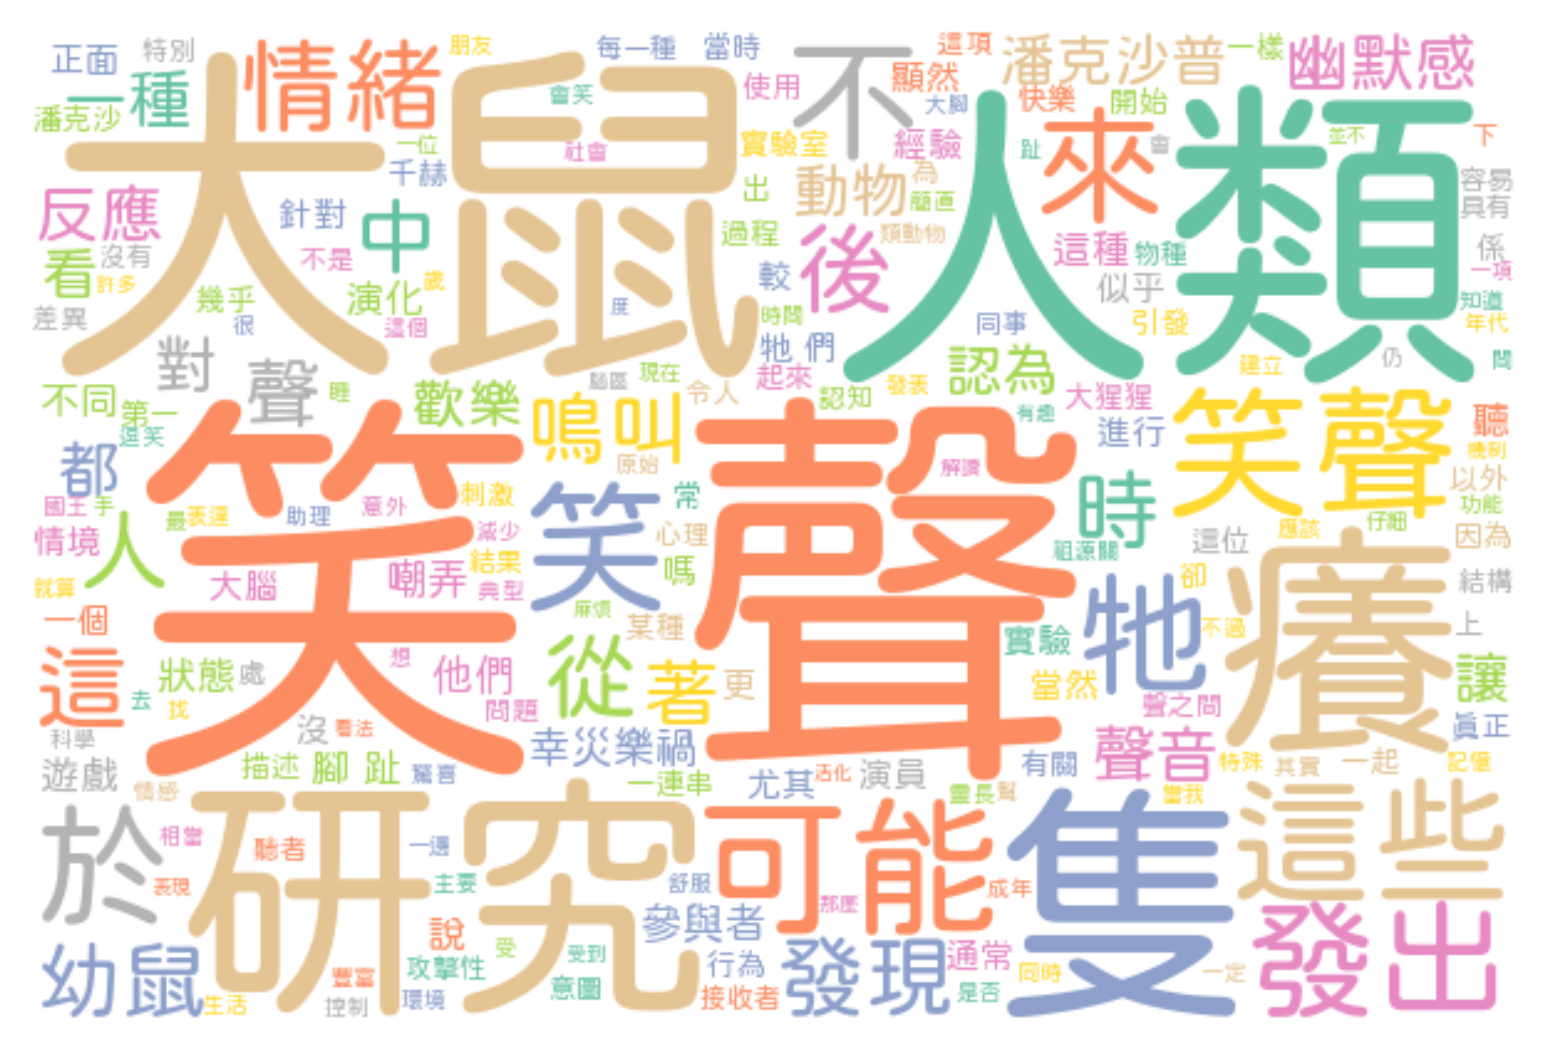 正面 特別 情緒 朋友 每一種 當時 不 這項 潘克沙普 一樣 幽默感
一種 大鼠 會笑 使用 顯然 大腳 快樂 開始 人類
潘克沙 一位 社會 實驗室 經驗 趾 來 會 並不 下
千赫 出 動物 為 簡直 容易
反應 針對 中 過程 後 類動物 這種 物種 具有
看 沒有 不是 較 似乎 係
許多 幾乎 演化 歲 一項
差異 很 這個 度 時間 同事 引發 知道
年代
對 聲 牠們 認為 建立 仍 問
不同 睡 歡樂 腦區 現在 令人 起來 認知 發表 大猩猩 笑聲
第一 鳴叫 有趣 進行 聽
逗笑 笑聲 機制
都 原始 解讀 以外
國王 手 最 表達 助理 意外 刺激 笑 常 時 功能
情境 人 減少 心理 祖源關 這位 應該 仔細 因為
就算 大腦 嘲弄 結果 典型 嗎 卻 癢 結構
一個 麻煩 某種 實驗 牠 不過 上
這 狀態 處 想 他們 從 著 更 當然 讓
去 找 問題 聲之間 真正
科學 沒 看法 幸災樂禍 有關 聲音
遊戲 描述 腳趾 驚喜 一連串 尤其 活化 演員 特殊 其實 一起 記憶
情感 研究 靈長 幫 當我
於 相當 聽者 一邊 可能 隻 這些
表現 主要 舒服 那麼 成年
說 參與者 發出
幼鼠 豐富 攻擊性 受 受到 行為 發現 通常 同時 一定
生活 控制 環境 意圖 接收者 是否